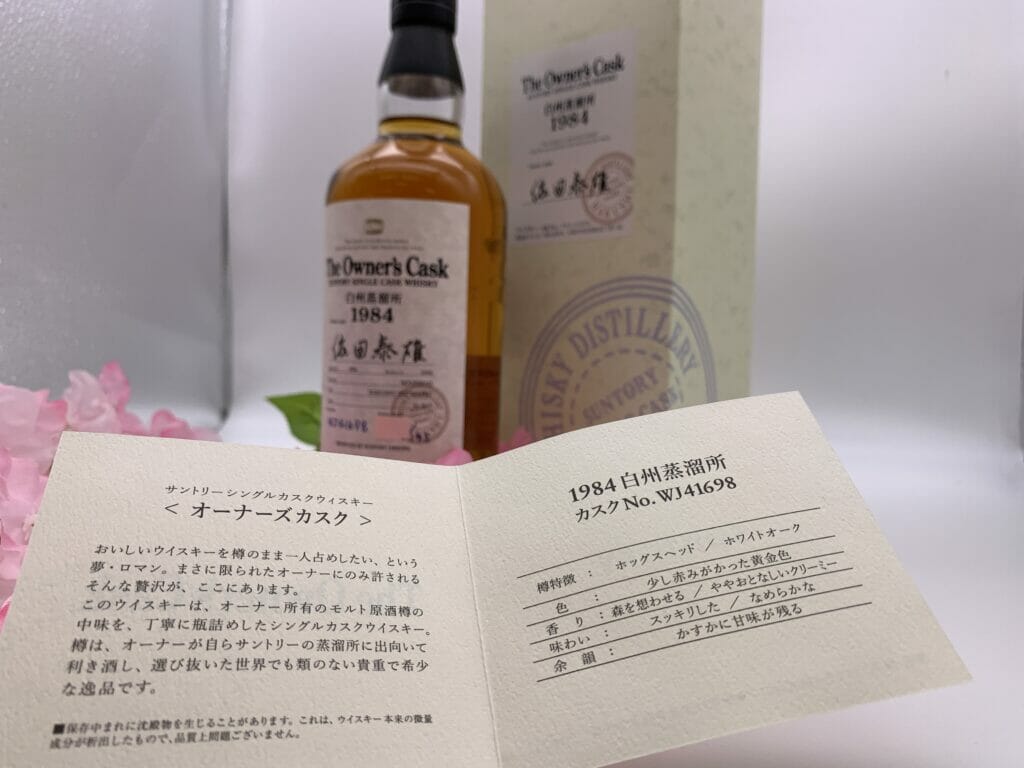 The Owner's Cask
SUNTORY SINGLE CASK WHISKY
白州蒸溜所
1984
佐田泰雄
WJ41698
The Owner's Cask
SUNTORY SINGLE CASK WHISKY
白州蒸溜所
1984
佐田泰雄
WHISKY DISTILLERY
SUNTORY
サントリーシングルカスクウィスキー
< オーナーズカスク >
おいしいウイスキーを樽のまま一人占めしたい、という
夢・ロマン。まさに限られたオーナーにのみ許される
そんな贅沢が、ここにあります。
このウイスキーは、オーナー所有のモルト原酒樽の
中味を、丁寧に瓶詰めしたシングルカスクウイスキー。
樽は、オーナーが自らサントリーの蒸溜所に出向いて
利き酒し、選び抜いた世界でも類のない貴重で希少
な逸品です。
■保存中まれに沈殿物を生じることがあります。これは、ウイスキー本来の微量
成分が析出したもので、品質上問題ございません。
1984 白州蒸溜所
カスクNo.WJ41698
樽特徴 : ホッグスヘッド / ホワイトオーク
色 : 少し赤みがかった黄金色
香り : 森を想わせる / ややおとなしいクリーミー
味わい : スッキリした / なめらかな
余韻 : かすかに甘味が残る